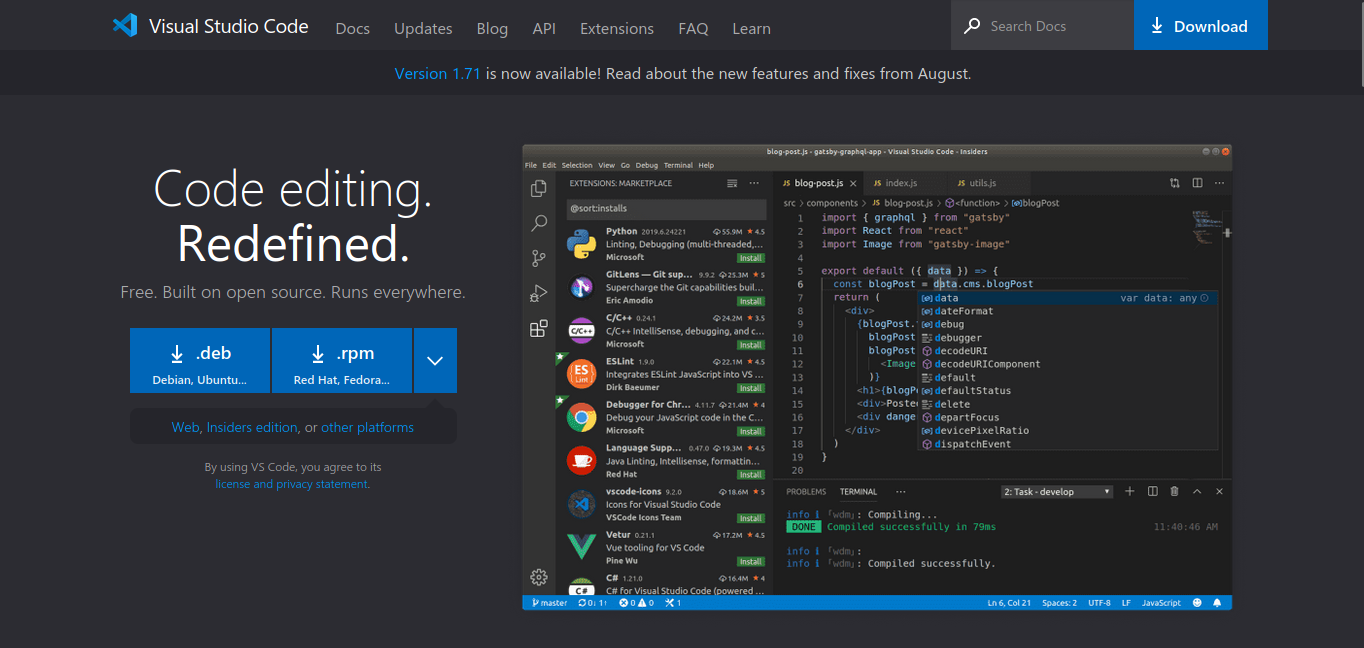 Visual Studio Code Docs Updates Blog API Extensions FAQ Learn Search Docs Download
Version 1.71 is now available! Read about the new features and fixes from August.
Code editing.
Redefined.
Free. Built on open source. Runs everywhere.
.deb
Debian, Ubuntu...
.rpm
Red Hat, Fedora...
Web, Insiders edition, or other platforms
By using VS Code, you agree to its
license and privacy statement.
blog-post.js - gatsby-graphql-app - Visual Studio Code - Insiders
File Edit Selection View Go Debug Terminal Help
EXTENSIONS: MARKETPLACE
@sort:installs
Python 2019.6.24221 55.9M ★ 4.5
Linting, Debugging (multi-threaded,...
Microsoft Install
GitLens — Git sup... 9.9.2 25.3M ★ 5
Supercharge the Git capabilities buil...
Eric Amodio Install
C/C++
C/C++ 0.24.1 24.2M ★ 3.5
C/C++ IntelliSense, debugging, and c...
Microsoft Install
ES
Lint
ESLint 1.9.0 22.1M ★ 4.5
Integrates ESLint JavaScript into VS ...
Dirk Baeumer Install
Debugger for Chr... 4.11.7 21.4M ★ 4
Debug your JavaScript code in the C...
Microsoft Install
Language Supp... 0.47.0 19.3M ★ 4.5
Java Linting, Intellisense, formattin...
Red Hat Install
vscode-icons 9.2.0 18.6M ★ 5
Icons for Visual Studio Code
VSCode Icons Team Install
Vetur 0.21.1 17.2M ★ 4.5
Vue tooling for VS Code
Pine Wu Install
C#
C# 1.21.0 16.4M ★ 4
C# for Visual Studio Code (powered ...
JS blog-post.js × JS index.js JS utils.js
src > components > JS blog-post.js > <function> > blogPost
1 import { graphql } from "gatsby"
2 import React from "react"
3 import Image from "gatsby-image"
4
5 export default ({ data }) => {
6 const blogPost = data.cms.blogPost
7 return (
8 <div>
9 {blogPost.
10 blogPost
11 blogPost
12 <Image
13 )}
14 <h1>{blogP
15 <div>Poste
16 <div dange
17 </div>
18 )
19 }
20
data var data: any
dateFormat
debug
debugger
decodeURI
decodeURIComponent
default
defaultStatus
delete
departFocus
devicePixelRatio
dispatchEvent
PROBLEMS TERMINAL ... 2: Task - develop
info ℹ ｢wdm｣: Compiling...
DONE Compiled successfully in 79ms 11:40:46 AM
info ℹ ｢wdm｣:
info ℹ ｢wdm｣: Compiled successfully.
master 0↓ 1↑ 0 0 1 Ln 6, Col 21 Spaces: 2 UTF-8 LF JavaScript